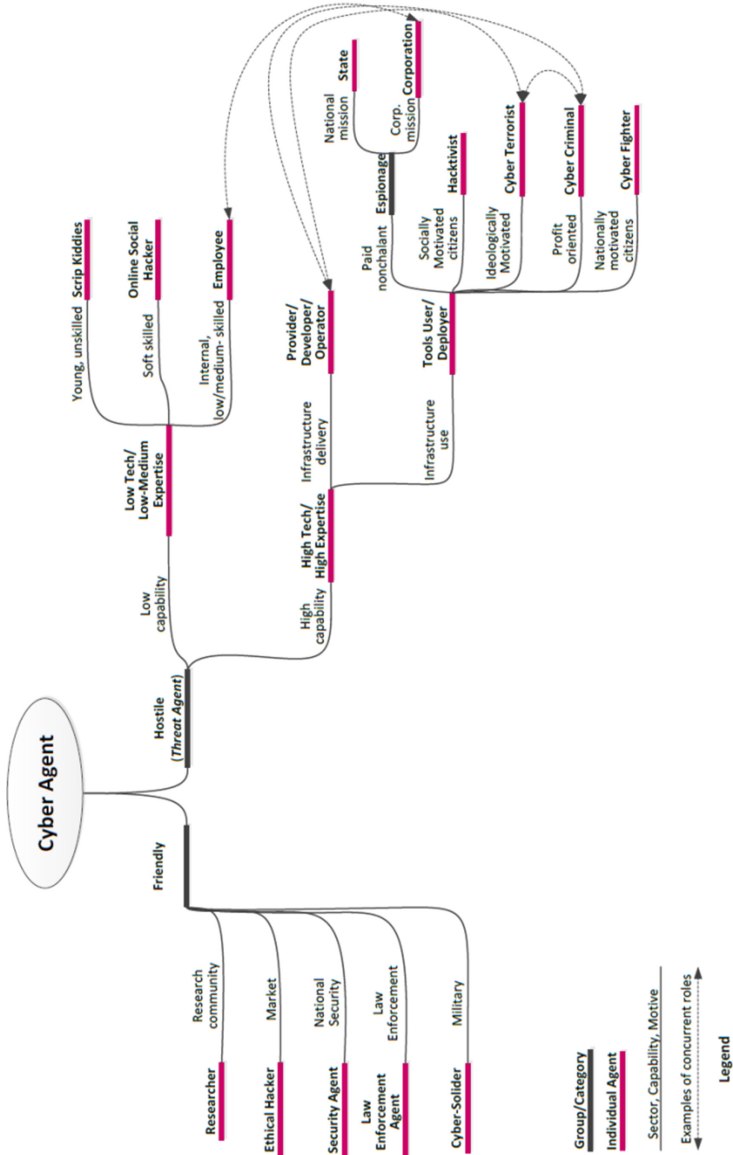 Cyber Agent
Friendly
Research
community
Researcher
Market
Ethical Hacker
National
Security
Security Agent
Law
Enforcement
Law
Enforcement
Agent
Military
Cyber-Solider
Hostile
(Threat Agent)
Low
capability
Low Tech/
Low-Medium
Expertise
Young, unskilled
Scrip Kiddies
Soft skilled
Online Social
Hacker
Internal,
low/medium- skilled
Employee
High
capability
High Tech/
High Expertise
Infrastructure
delivery
Provider/
Developer/
Operator
Infrastructure
use
Tools User/
Deployer
Paid
nonchalant
Espionage
National
mission
State
Corp.
mission
Corporation
Socially
Motivated
citizens
Hacktivist
Ideologically
Motivated
Cyber Terrorist
Profit
oriented
Cyber Criminal
Nationally
motivated
citizens
Cyber Fighter
Group/Category
Individual Agent
Sector, Capability, Motive
Examples of concurrent roles
Legend